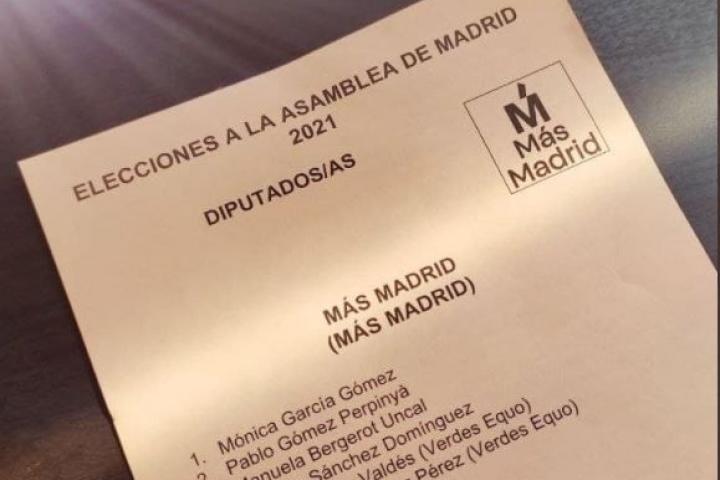 ELECCIONES A LA ASAMBLEA DE MADRID
2021
DIPUTADOS/AS
Ḿ
Más
Madrid
MÁS MADRID
(MÁS MADRID)
1. Mónica García Gómez
2. Pablo Gómez Perpinyà
Manuela Bergerot Uncal
Sánchez Domínguez
Valdés (Verdes Equo)
Pérez (Verdes Equo)